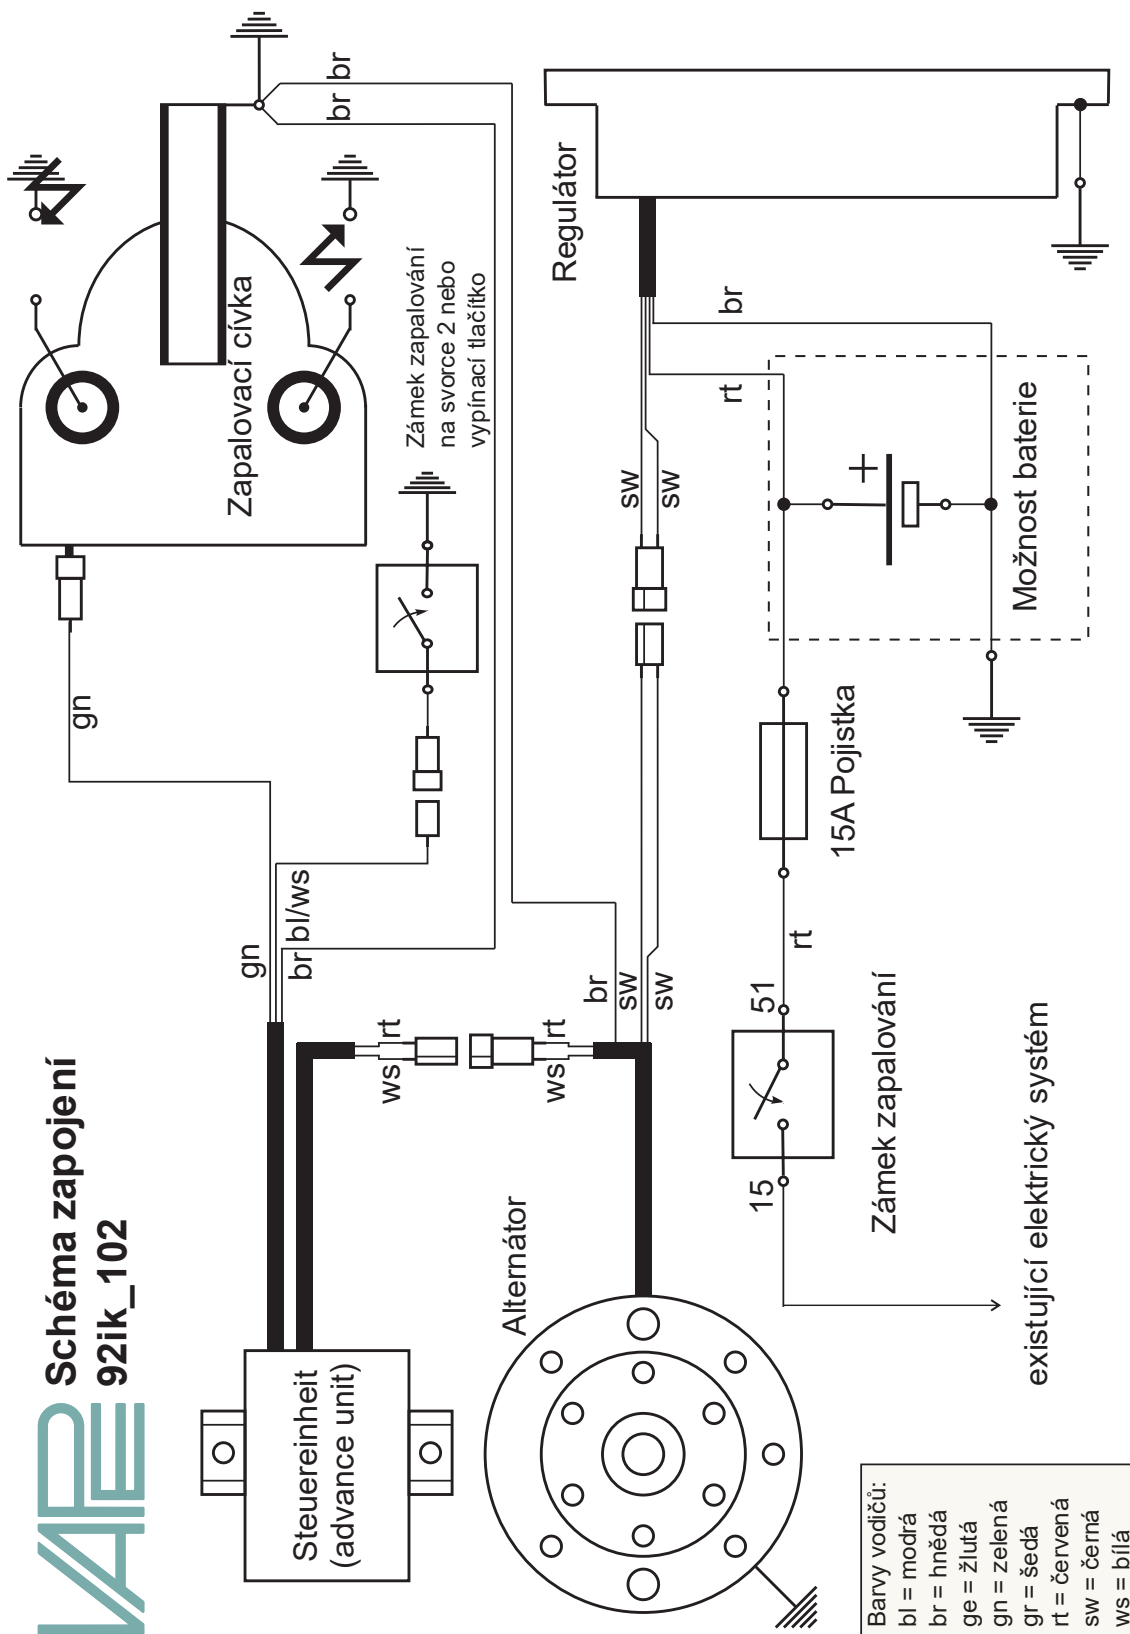 VAPE
Schéma zapojení
92ik_102
Steuereinheit
(advance unit)
gn
br bl/ws
gn
ws rt
ws rt
Zapalovací cívka
br br
br
Zámek zapalování
na svorce 2 nebo
vypínací tlačítko
Alternátor
br
sw
sw
sw
sw
Regulátor
rt
br
+
Možnost baterie
15A Pojistka
rt
15
51
Zámek zapalování
existující elektrický systém
Barvy vodičů:
bl = modrá
br = hnědá
ge = žlutá
gn = zelená
gr = šedá
rt = červená
sw = černá
ws = bílá